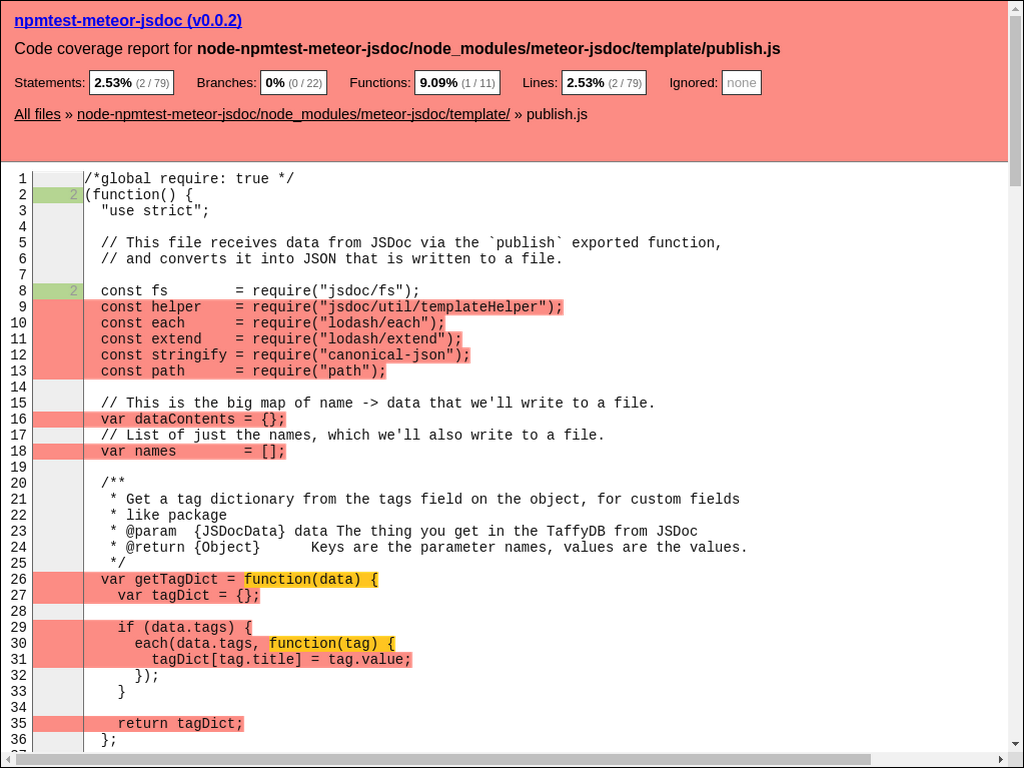 npmtest-meteor-jsdoc (v0.0.2)
Code coverage report for node-npmtest-meteor-jsdoc/node_modules/meteor-jsdoc/template/publish.js
Statements: 2.53% (2 / 79) Branches: 0% (0 / 22) Functions: 9.09% (1 / 11) Lines: 2.53% (2 / 79) Ignored: none
All files » node-npmtest-meteor-jsdoc/node_modules/meteor-jsdoc/template/ » publish.js
1 /*global require: true */
2 2 (function() {
3   "use strict";
4
5   // This file receives data from JSDoc via the `publish` exported function,
6   // and converts it into JSON that is written to a file.
7
8 2   const fs        = require("jsdoc/fs");
9   const helper    = require("jsdoc/util/templateHelper");
10   const each      = require("lodash/each");
11   const extend    = require("lodash/extend");
12   const stringify = require("canonical-json");
13   const path      = require("path");
14
15   // This is the big map of name -> data that we'll write to a file.
16   var dataContents = {};
17   // List of just the names, which we'll also write to a file.
18   var names        = [];
19
20   /**
21    * Get a tag dictionary from the tags field on the object, for custom fields
22    * like package
23    * @param  {JSDocData} data The thing you get in the TaffyDB from JSDoc
24    * @return {Object}      Keys are the parameter names, values are the values.
25    */
26   var getTagDict = function(data) {
27     var tagDict = {};
28
29     if (data.tags) {
30       each(data.tags, function(tag) {
31         tagDict[tag.title] = tag.value;
32       });
33     }
34
35     return tagDict;
36   };